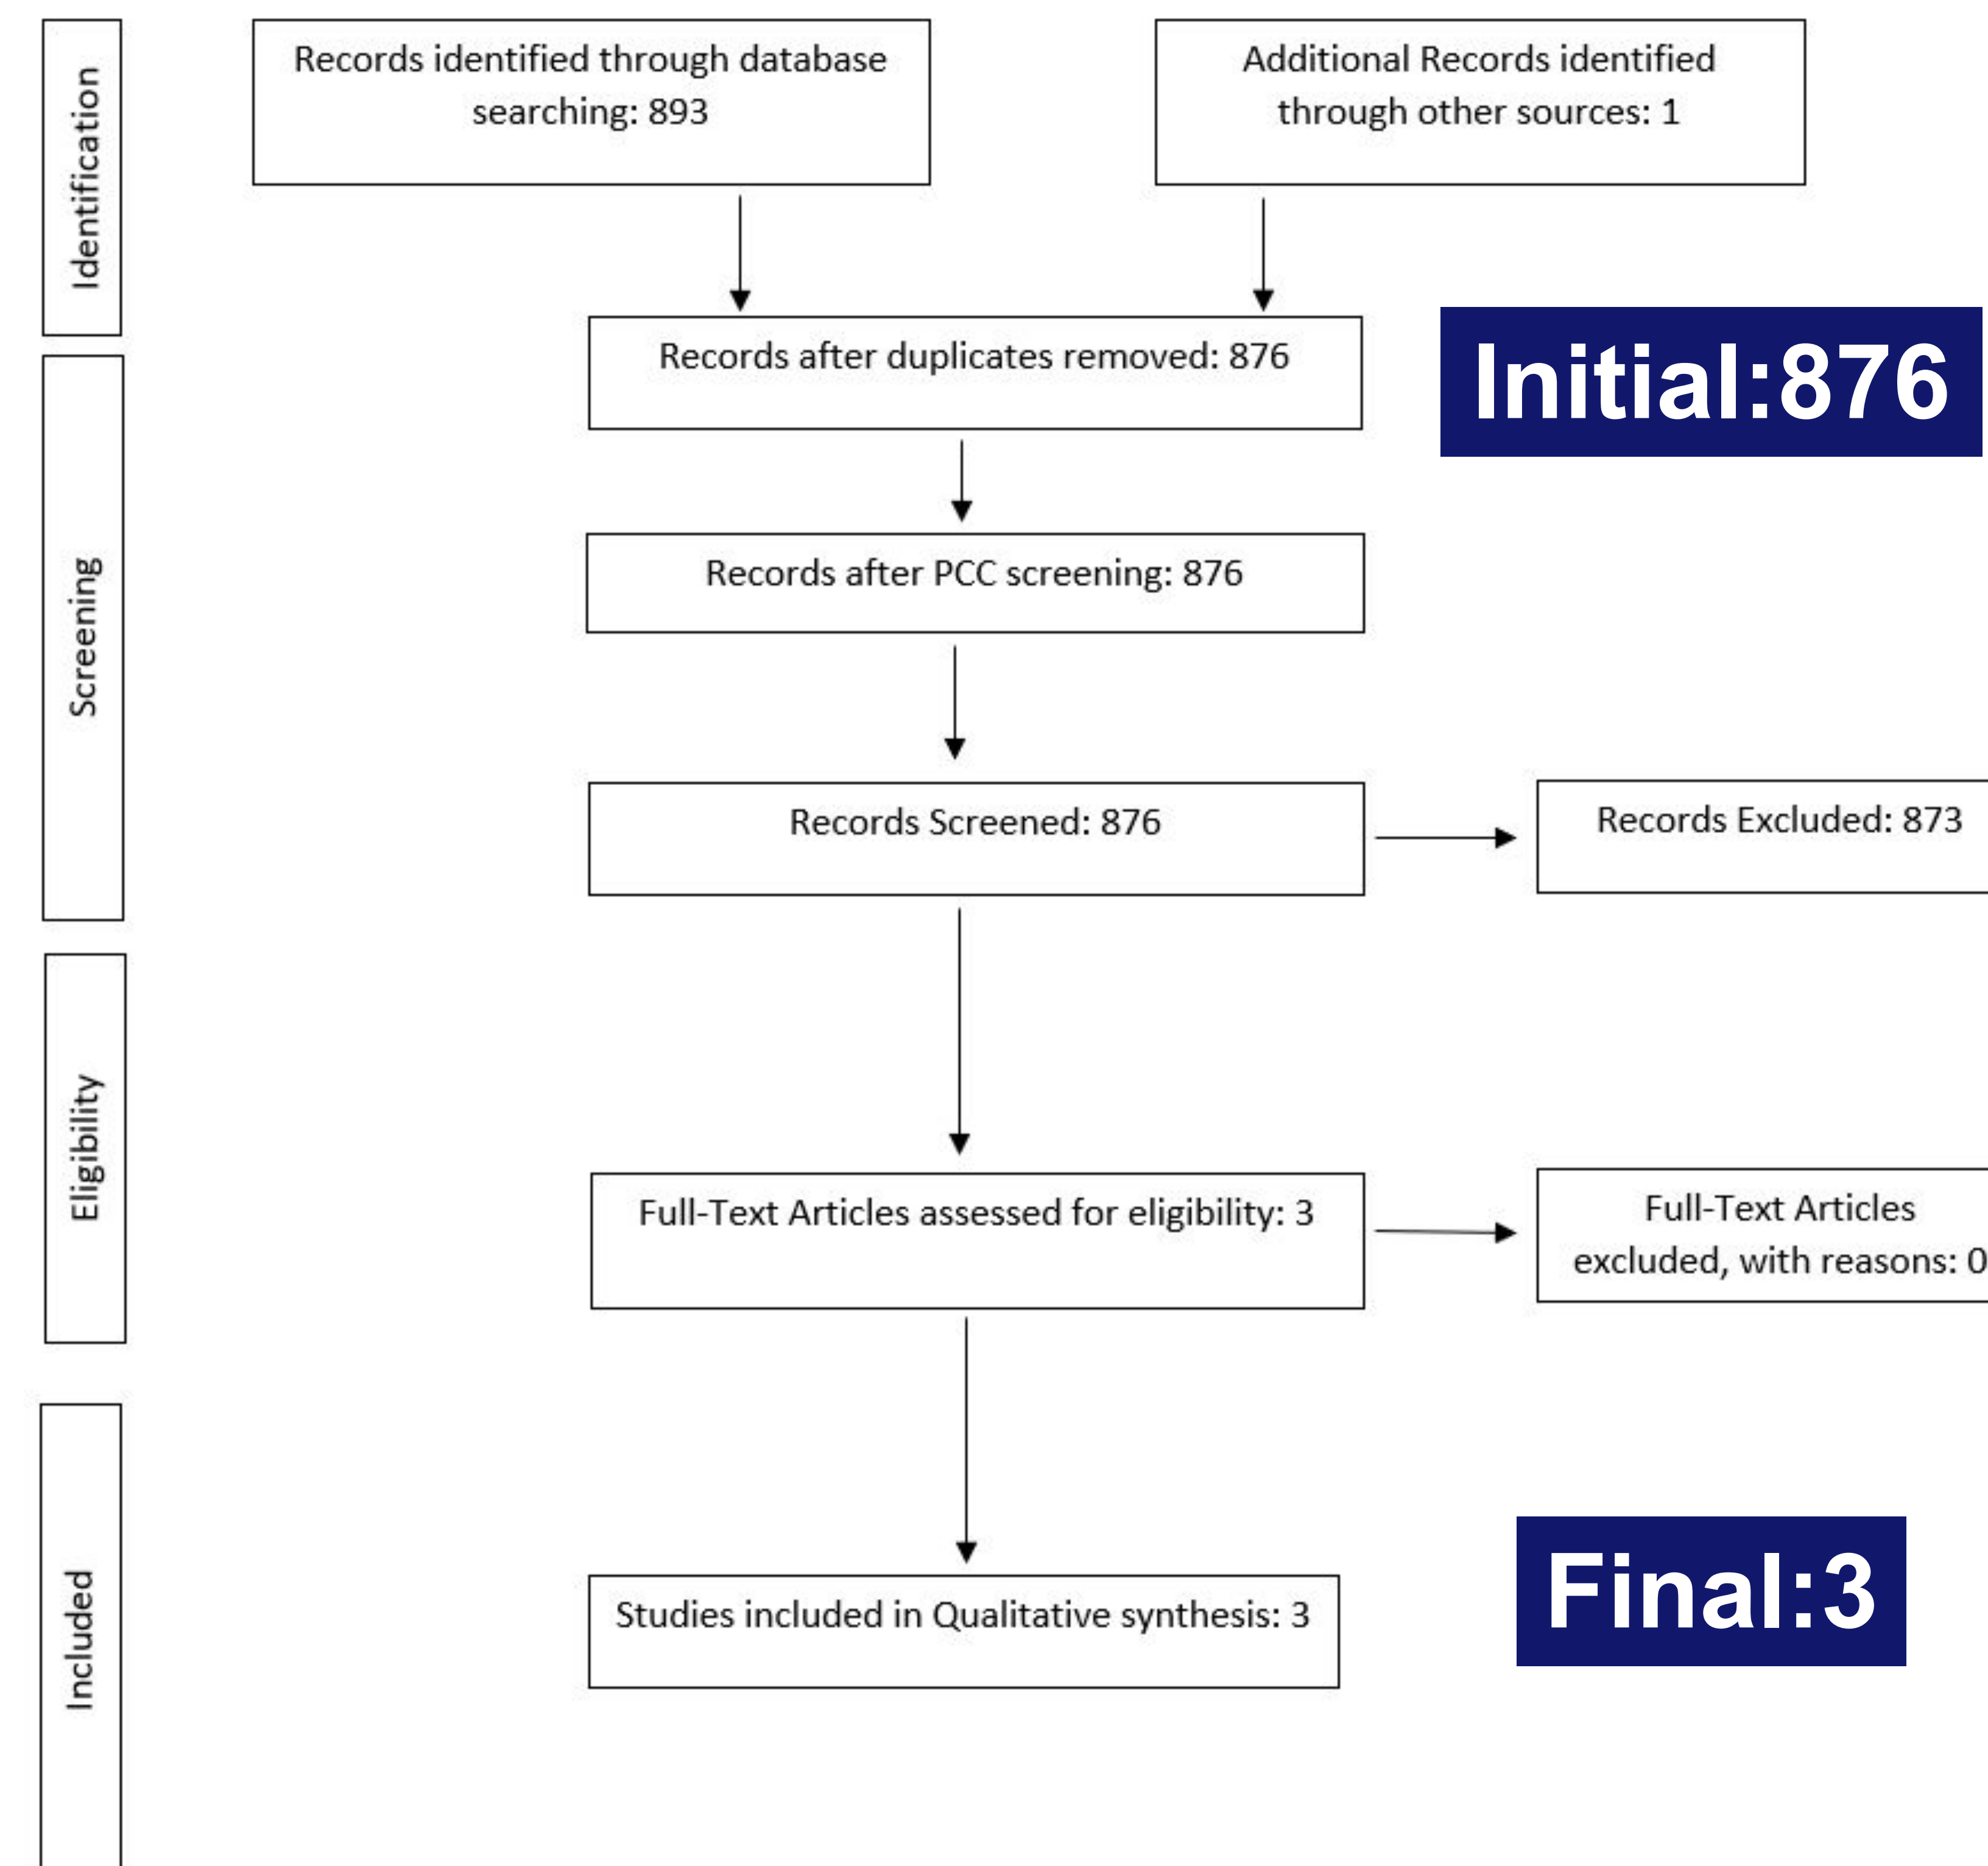 Identification
Records identified through database
searching: 893
Additional Records identified
through other sources: 1
Records after duplicates removed: 876
Initial:876
Screening
Records after PCC screening: 876
Records Screened: 876
Records Excluded: 873
Eligibility
Full-Text Articles assessed for eligibility: 3
Full-Text Articles
excluded, with reasons: 0
Included
Studies included in Qualitative synthesis: 3
Final:3